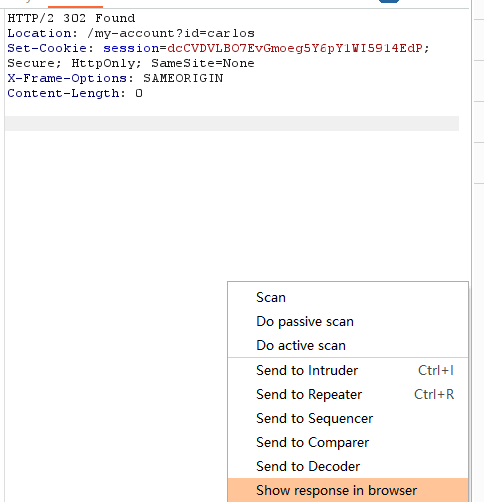 HTTP/2 302 Found
Location: /my-account?id=carlos
Set-Cookie: session=dcCVDVLBO7EvGmoeg5Y6pY1WI5914EdP;
Secure; HttpOnly; SameSite=None
X-Frame-Options: SAMEORIGIN
Content-Length: 0
Scan
Do passive scan
Do active scan
Send to Intruder Ctrl+I
Send to Repeater Ctrl+R
Send to Sequencer
Send to Comparer
Send to Decoder
Show response in browser